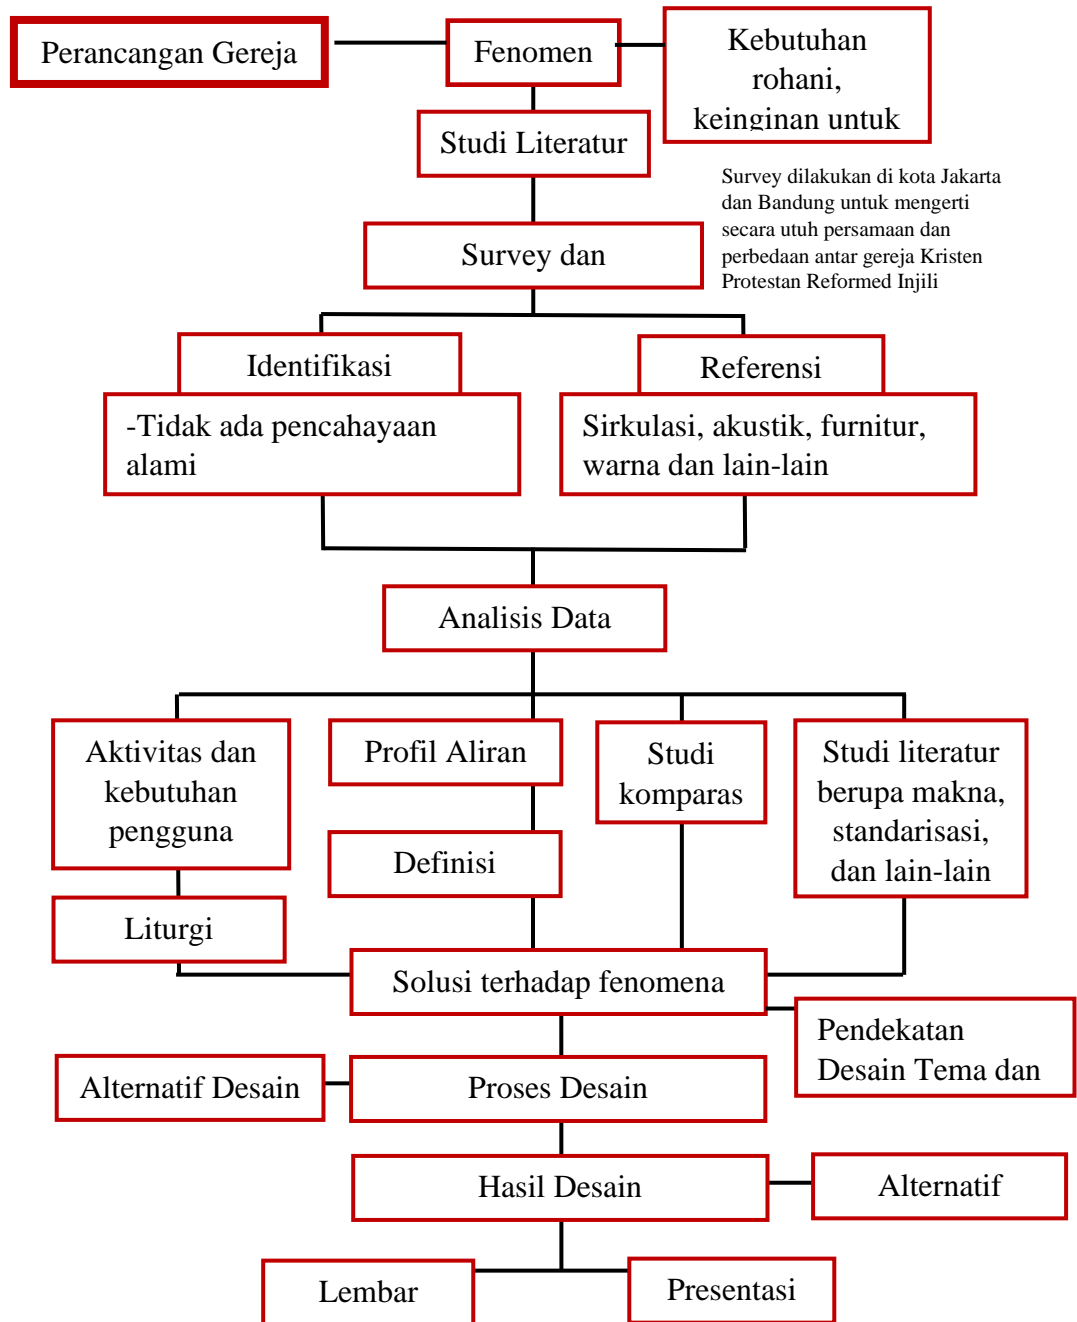 Perancangan Gereja
Fenomen
Kebutuhan
rohani,
keinginan untuk
Studi Literatur
Survey dilakukan di kota Jakarta
dan Bandung untuk mengerti
secara utuh persamaan dan
perbedaan antar gereja Kristen
Protestan Reformed Injili
Survey dan
Identifikasi
Referensi
-Tidak ada pencahayaan
alami
Sirkulasi, akustik, furnitur,
warna dan lain-lain
Analisis Data
Aktivitas dan
kebutuhan
pengguna
Profil Aliran
Studi
komparas
Studi literatur
berupa makna,
standarisasi,
dan lain-lain
Definisi
Liturgi
Solusi terhadap fenomena
Pendekatan
Desain Tema dan
Alternatif Desain
Proses Desain
Hasil Desain
Alternatif
Lembar
Presentasi